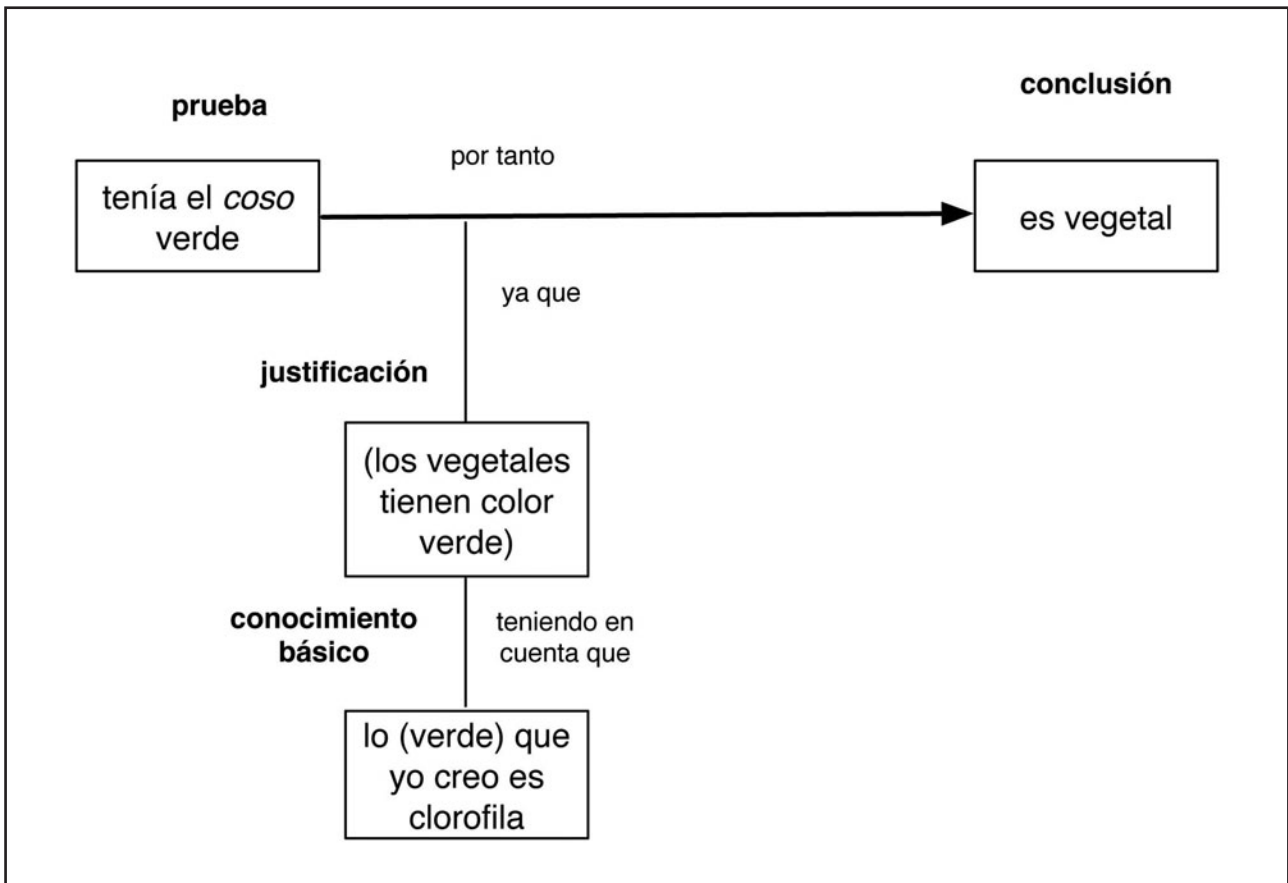 conclusión
prueba
por tanto
tenía el coso
verde
es vegetal
ya que
justificación
(los vegetales
tienen color
verde)
conocimiento
básico
teniendo en
cuenta que
lo (verde) que
yo creo es
clorofila